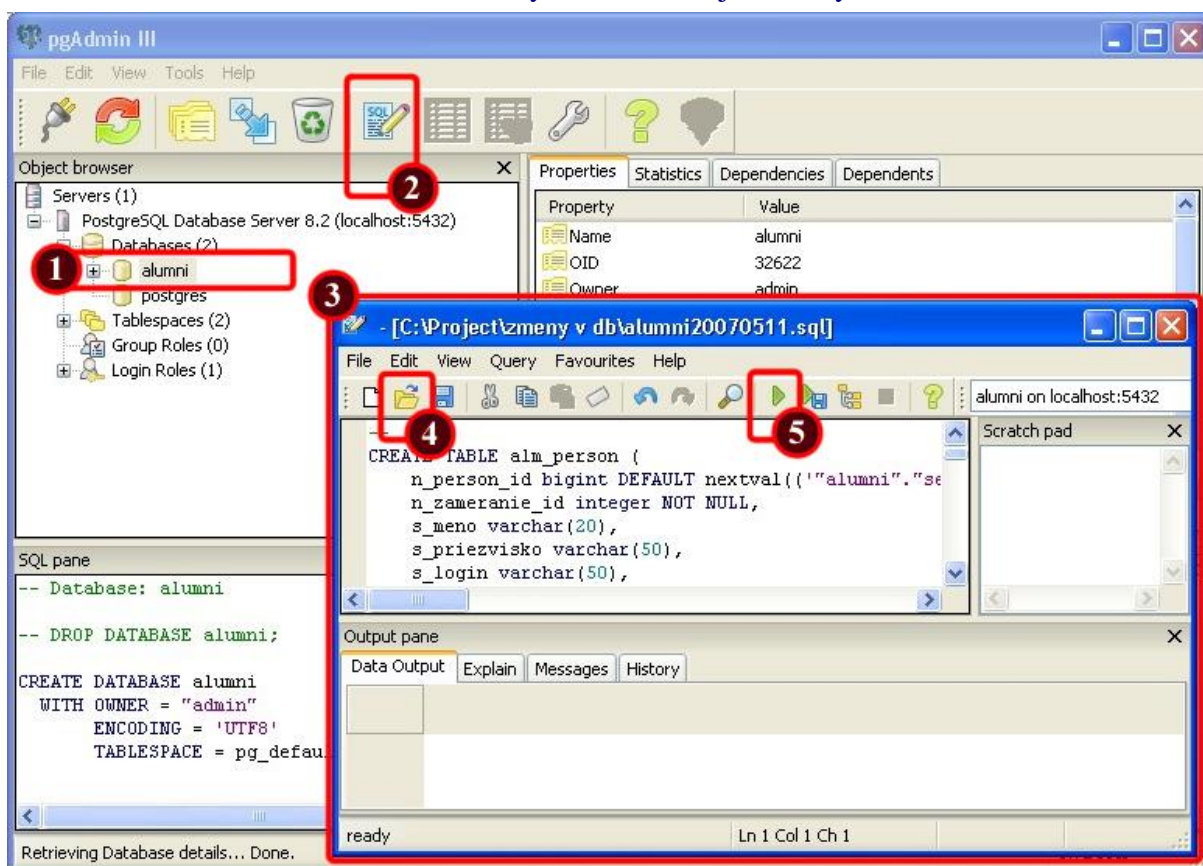 pgAdmin III
File Edit View Tools Help
SQL
2
Object browser
Servers (1)
PostgreSQL Database Server 8.2 (localhost:5432)
Databases (2)
1
alumni
postgres
Tablespaces (2)
Group Roles (0)
Login Roles (1)
Properties Statistics Dependencies Dependents
Property Value
Name alumni
OID 32622
Owner admin
3
- [C:\Project\zmeny v db\alumni20070511.sql]
File Edit View Query Favourites Help
alumni on localhost:5432
4
5
CREATE TABLE alm_person (
n_person_id bigint DEFAULT nextval(('"alumni"."se
n_zameranie_id integer NOT NULL,
s_meno varchar(20),
s_priezvisko varchar(50),
s_login varchar(50),
Scratch pad
Output pane
Data Output Explain Messages History
ready Ln 1 Col 1 Ch 1
SQL pane
-- Database: alumni
-- DROP DATABASE alumni;
CREATE DATABASE alumni
WITH OWNER = "admin"
ENCODING = 'UTF8'
TABLESPACE = pg_defau
Retrieving Database details... Done.